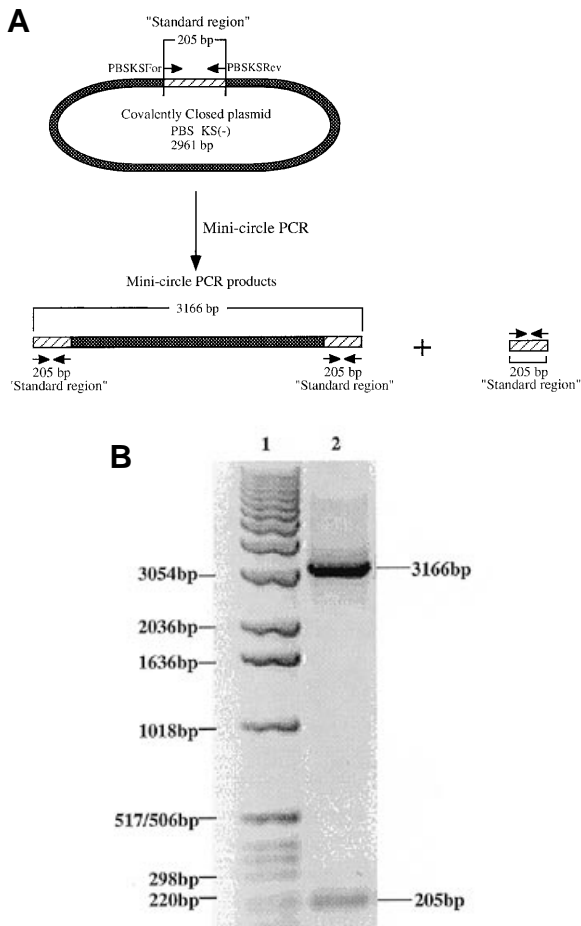 A
"Standard region"
205 bp
PBSKSFor
PBSKSRev
Covalently Closed plasmid
PBS KS(-)
2961 bp
Mini-circle PCR
Mini-circle PCR products
3166 bp
205 bp
'Standard region"
205 bp
"Standard region"
+
205 bp
"Standard region"
B
1 2
3054bp
3166bp
2036bp
1636bp
1018bp
517/506bp
298bp
220bp
205bp